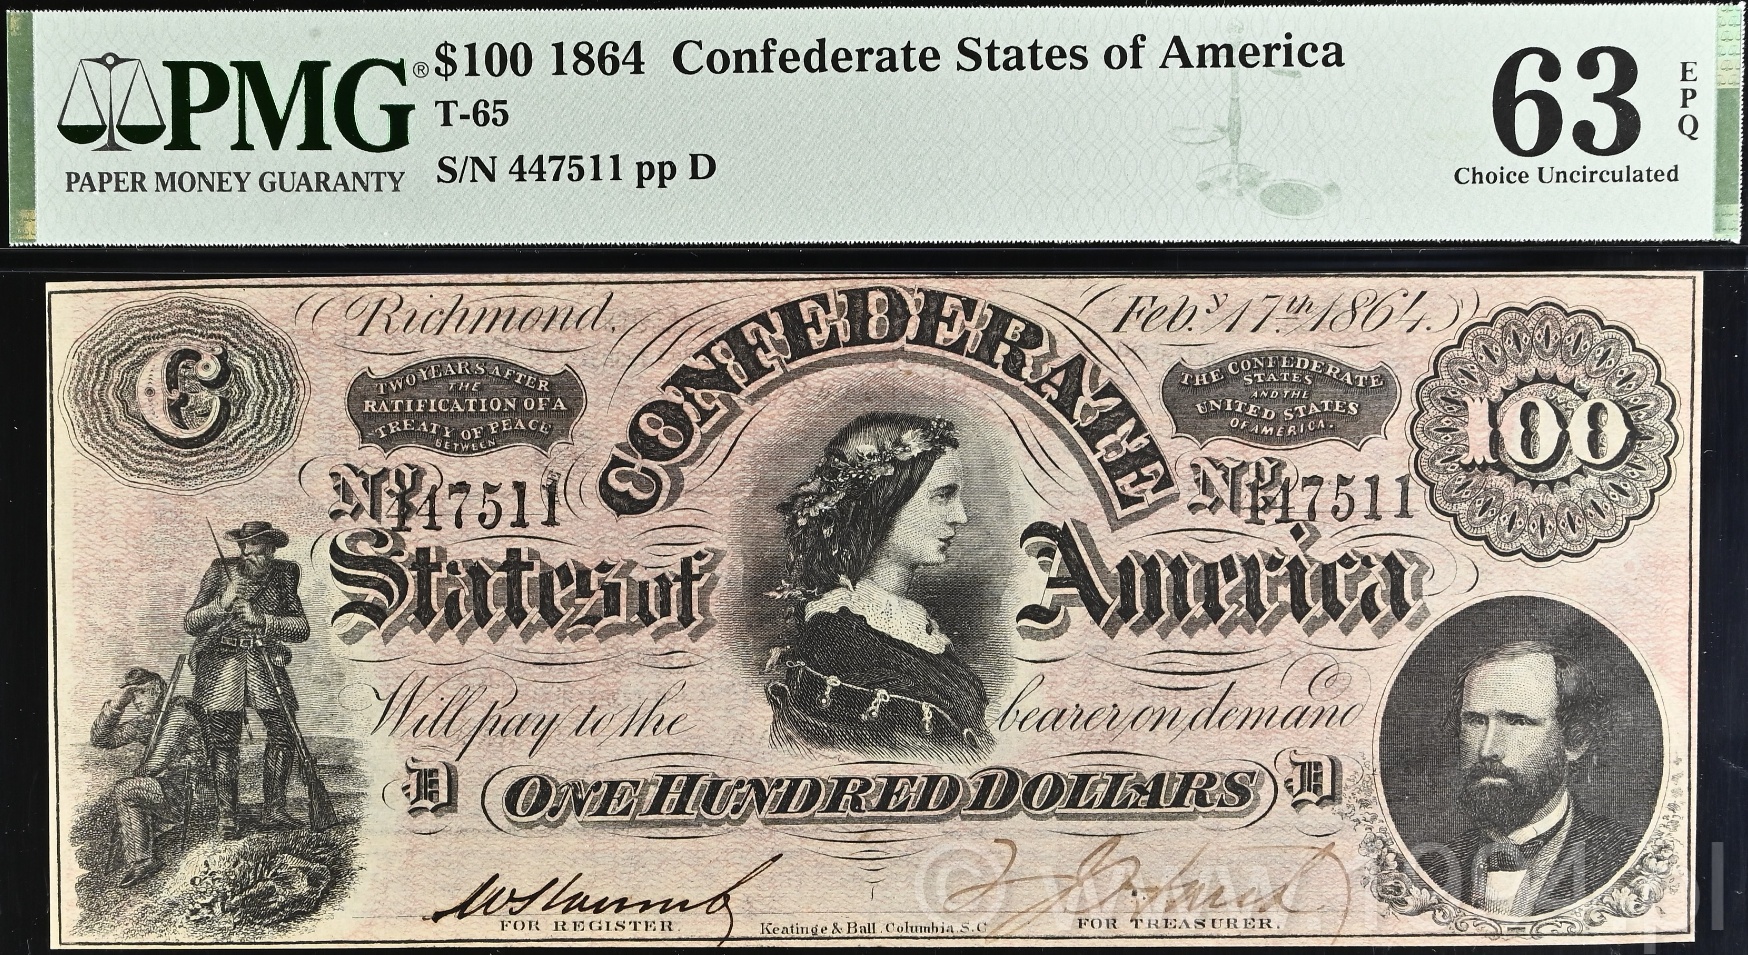 PMG®
PAPER MONEY GUARANTY
$100 1864 Confederate States of America
T-65
S/N 447511 pp D
63
EPQ
Choice Uncirculated
Richmond, Feb.y 17th 1864.
C
TWO YEARS AFTER
THE
RATIFICATION OF A
TREATY OF PEACE
BETWEEN
CONFEDERATE
THE CONFEDERATE
STATES
AND THE
UNITED STATES
OF AMERICA.
100
No 447511
No 447511
States of America
Will pay to the bearer on demand
D ONE HUNDRED DOLLARS D
FOR REGISTER.
Keatinge & Ball. Columbia, S.C.
FOR TREASURER.